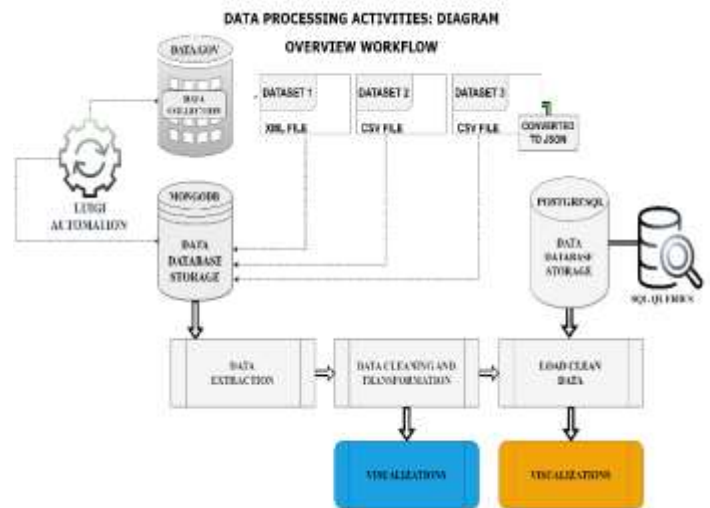 DATA PROCESSING ACTIVITIES: DIAGRAM
OVERVIEW WORKFLOW
DATA.GOV
DATA
COLLECTION
DATASET 1
DATASET 2
DATASET 3
XML FILE
CSV FILE
CSV FILE
CONVERTED
TO JSON
LUIGI
AUTOMATION
MONGODB
DATA
DATABASE
STORAGE
POSTGRESQL
DATA
DATABASE
STORAGE
SQL QUERIES
DATA
EXTRACTION
DATA CLEANING AND
TRANSFORMATION
LOAD CLEAN
DATA
VISUALIZATIONS
VISUALIZATIONS